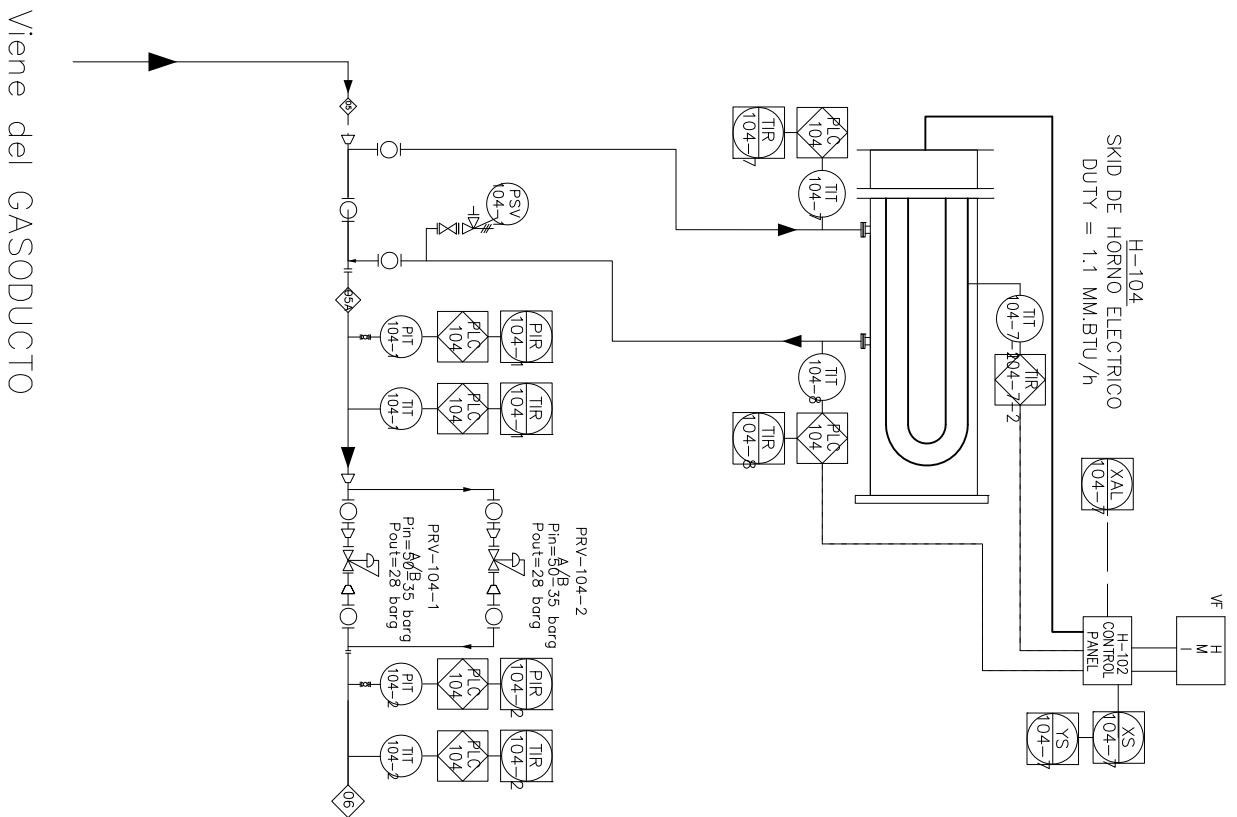 Viene del GASODUCTO
H-104
SKID DE HORNO ELECTRICO
DUTY = 1.1 MM.BTU/h
TIR
104-7
PLC
104
TIT
104-7
PSV
104-1
05
05A
PIT
104-1
PLC
104
PIR
104-1
TIT
104-1
PLC
104
TIR
104-1
TIT
104-7-2
TIR
104-7-2
TIT
104-8
PLC
104
TIR
104-8
XAL
104-7
PRV-104-1
A/B
Pin=50-35 barg
Pout=28 barg
PRV-104-2
A/B
Pin=50-35 barg
Pout=28 barg
VF
H M I
H-102
CONTROL
PANEL
XS
104-7
YS
104-7
PIT
104-2
PLC
104
PIR
104-2
TIT
104-2
PLC
104
TIR
104-2
06